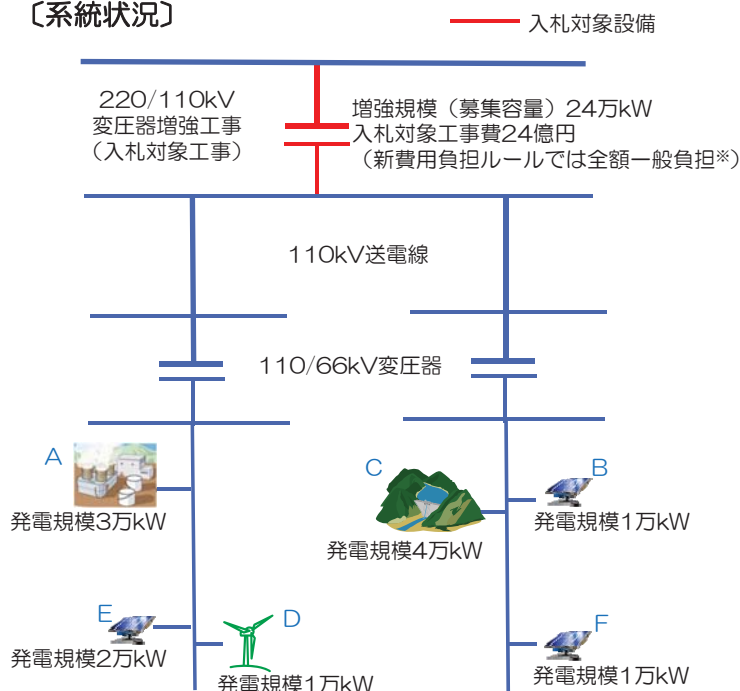 〔系統状況〕
入札対象設備
220/110kV
変圧器増強工事
（入札対象工事）
増強規模（募集容量）24万kW
入札対象工事費24億円
（新費用負担ルールでは全額一般負担※）
110kV送電線
110/66kV変圧器
A
発電規模3万kW
C
発電規模4万kW
B
発電規模1万kW
E
発電規模2万kW
D
発電規模1万kW
F
発電規模1万kW